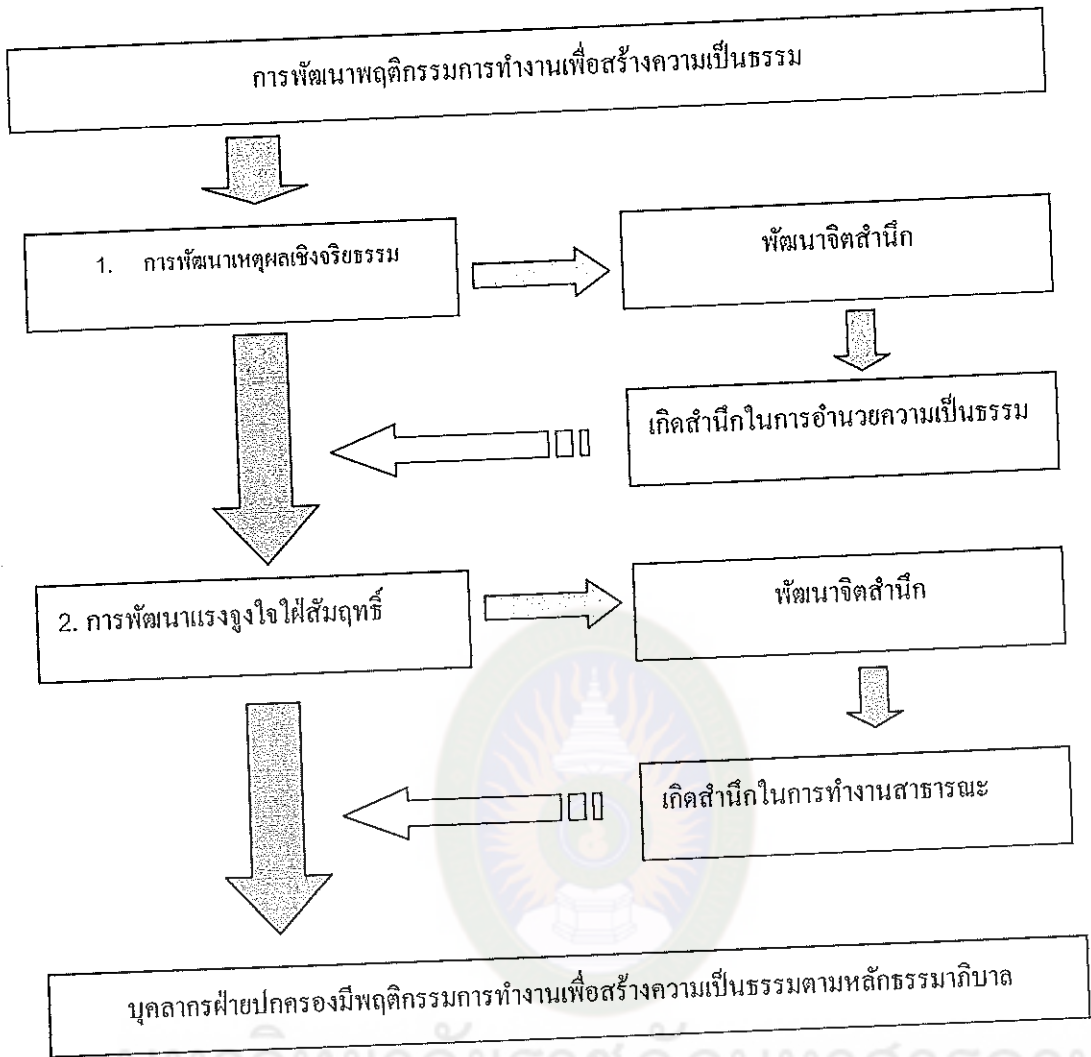 การพัฒนาพฤติกรรมการทำงานเพื่อสร้างความเป็นธรรม
1. การพัฒนาเหตุผลเชิงจริยธรรม
พัฒนาจิตสำนึก
เกิดสำนึกในการอำนวยความเป็นธรรม
2. การพัฒนาแรงจูงใจใฝ่สัมฤทธิ์
พัฒนาจิตสำนึก
เกิดสำนึกในการทำงานสาธารณะ
บุคลากรฝ่ายปกครองมีพฤติกรรมการทำงานเพื่อสร้างความเป็นธรรมตามหลักธรรมาภิบาล